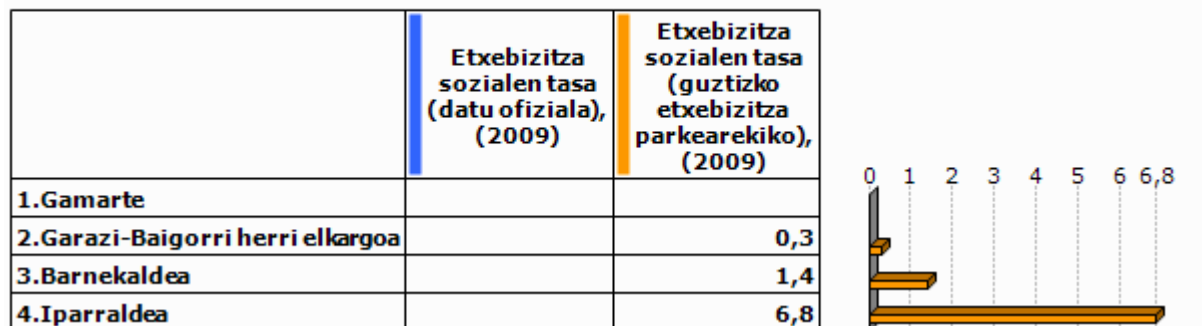 Etxebizitza
sozialen tasa
(datu ofiziala),
(2009)
Etxebizitza
sozialen tasa
(guztizko
etxebizitza
parkearekiko),
(2009)
0 1 2 3 4 5 6 6,8
1.Gamarte
2.Garazi-Baigorri herri elkargoa 0,3
3.Barnekaldea 1,4
4.Iparraldea 6,8